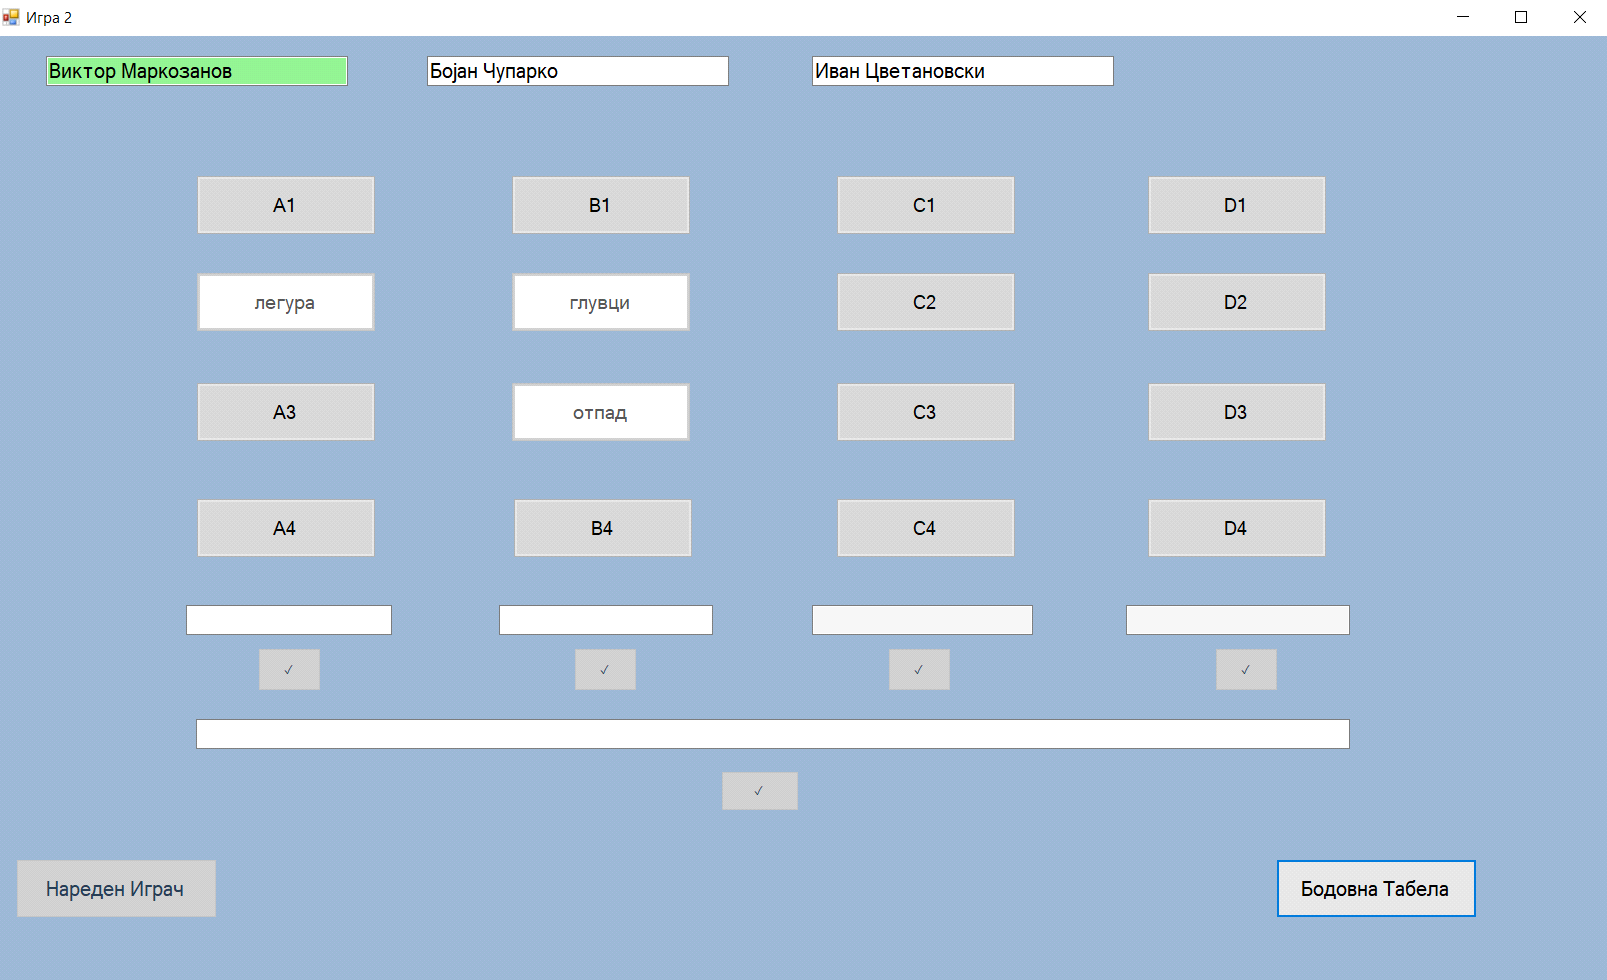 Игра 2
Виктор Маркозанов Бојан Чупарко Иван Цветановски
A1 B1 C1 D1
легура глувци C2 D2
A3 отпад C3 D3
A4 B4 C4 D4
✓ ✓ ✓ ✓
✓
Нареден Играч Бодовна Табела